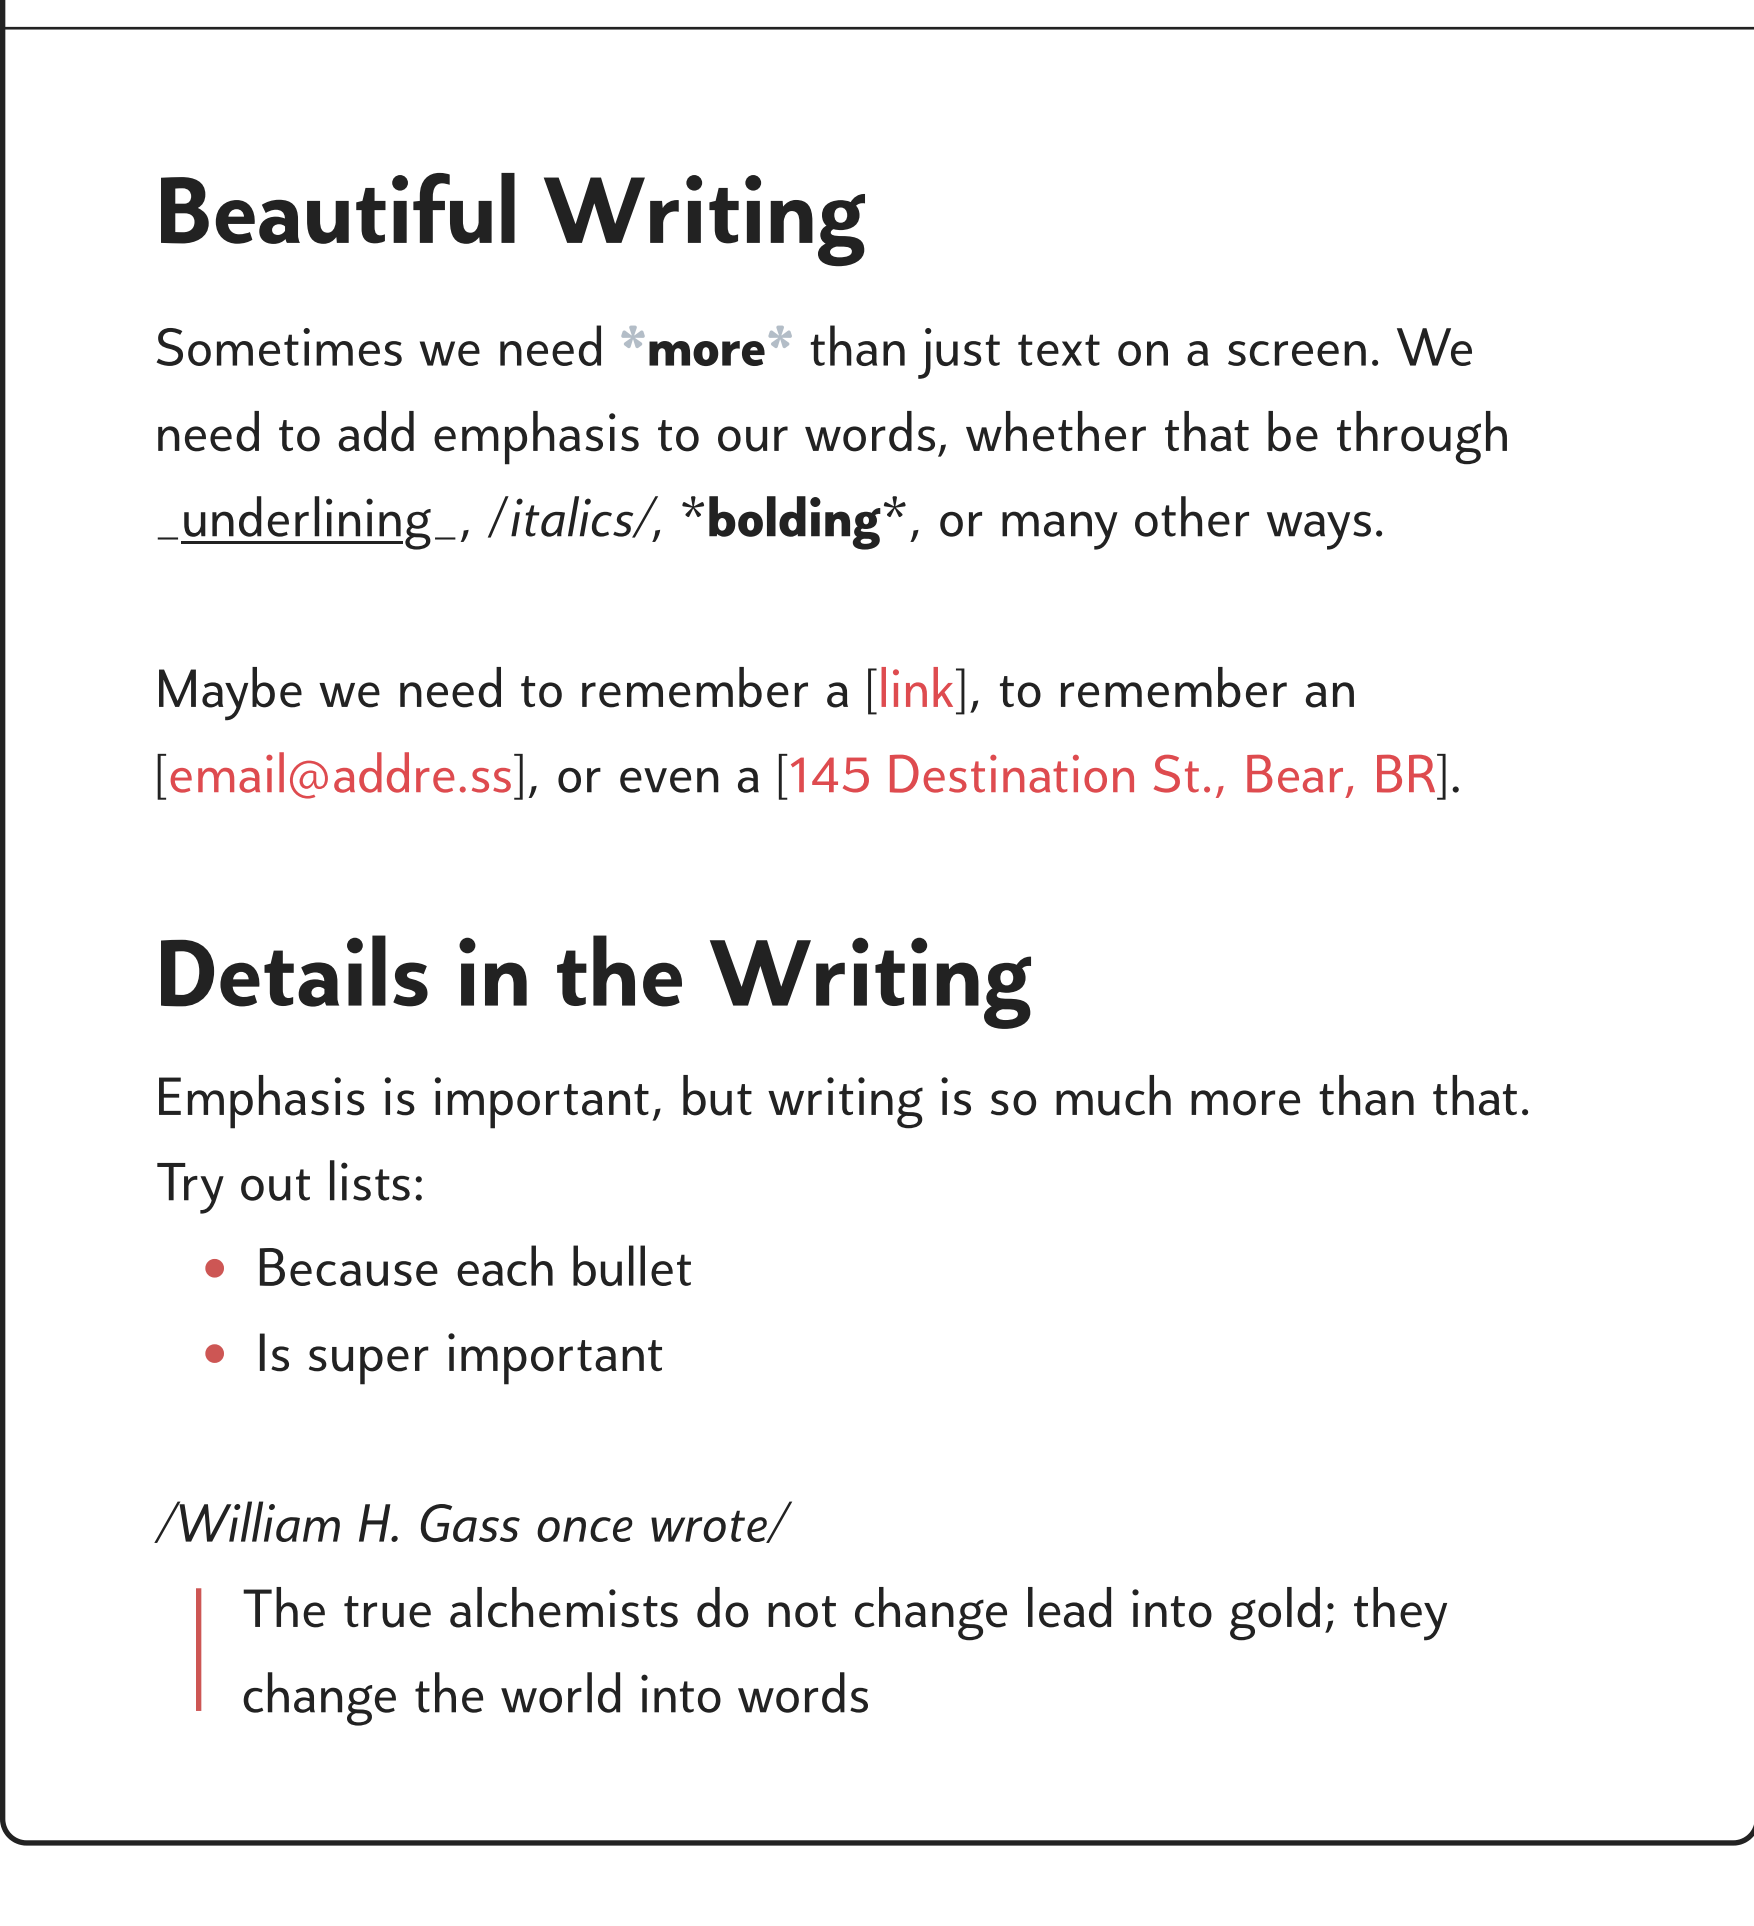 Beautiful Writing
Sometimes we need *more* than just text on a screen. We
need to add emphasis to our words, whether that be through
_underlining_, /italics/, *bolding*, or many other ways.
Maybe we need to remember a [link], to remember an
[email@addre.ss], or even a [145 Destination St., Bear, BR].
Details in the Writing
Emphasis is important, but writing is so much more than that.
Try out lists:
• Because each bullet
• Is super important
/William H. Gass once wrote/
The true alchemists do not change lead into gold; they
change the world into words